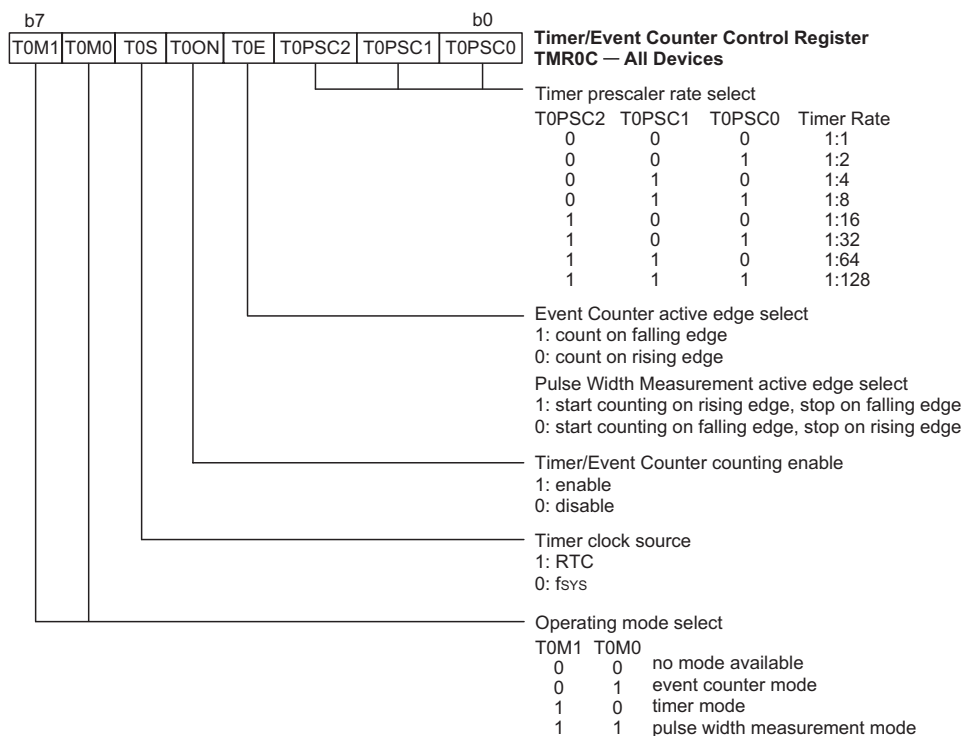 b7 b0
T0M1 T0M0 T0S T0ON T0E T0PSC2 T0PSC1 T0PSC0
Timer/Event Counter Control Register
TMR0C — All Devices
Timer prescaler rate select
T0PSC2 T0PSC1 T0PSC0 Timer Rate
0 0 0 1:1
0 0 1 1:2
0 1 0 1:4
0 1 1 1:8
1 0 0 1:16
1 0 1 1:32
1 1 0 1:64
1 1 1 1:128
Event Counter active edge select
1: count on falling edge
0: count on rising edge
Pulse Width Measurement active edge select
1: start counting on rising edge, stop on falling edge
0: start counting on falling edge, stop on rising edge
Timer/Event Counter counting enable
1: enable
0: disable
Timer clock source
1: RTC
0: fSYS
Operating mode select
T0M1 T0M0
0 0 no mode available
0 1 event counter mode
1 0 timer mode
1 1 pulse width measurement mode